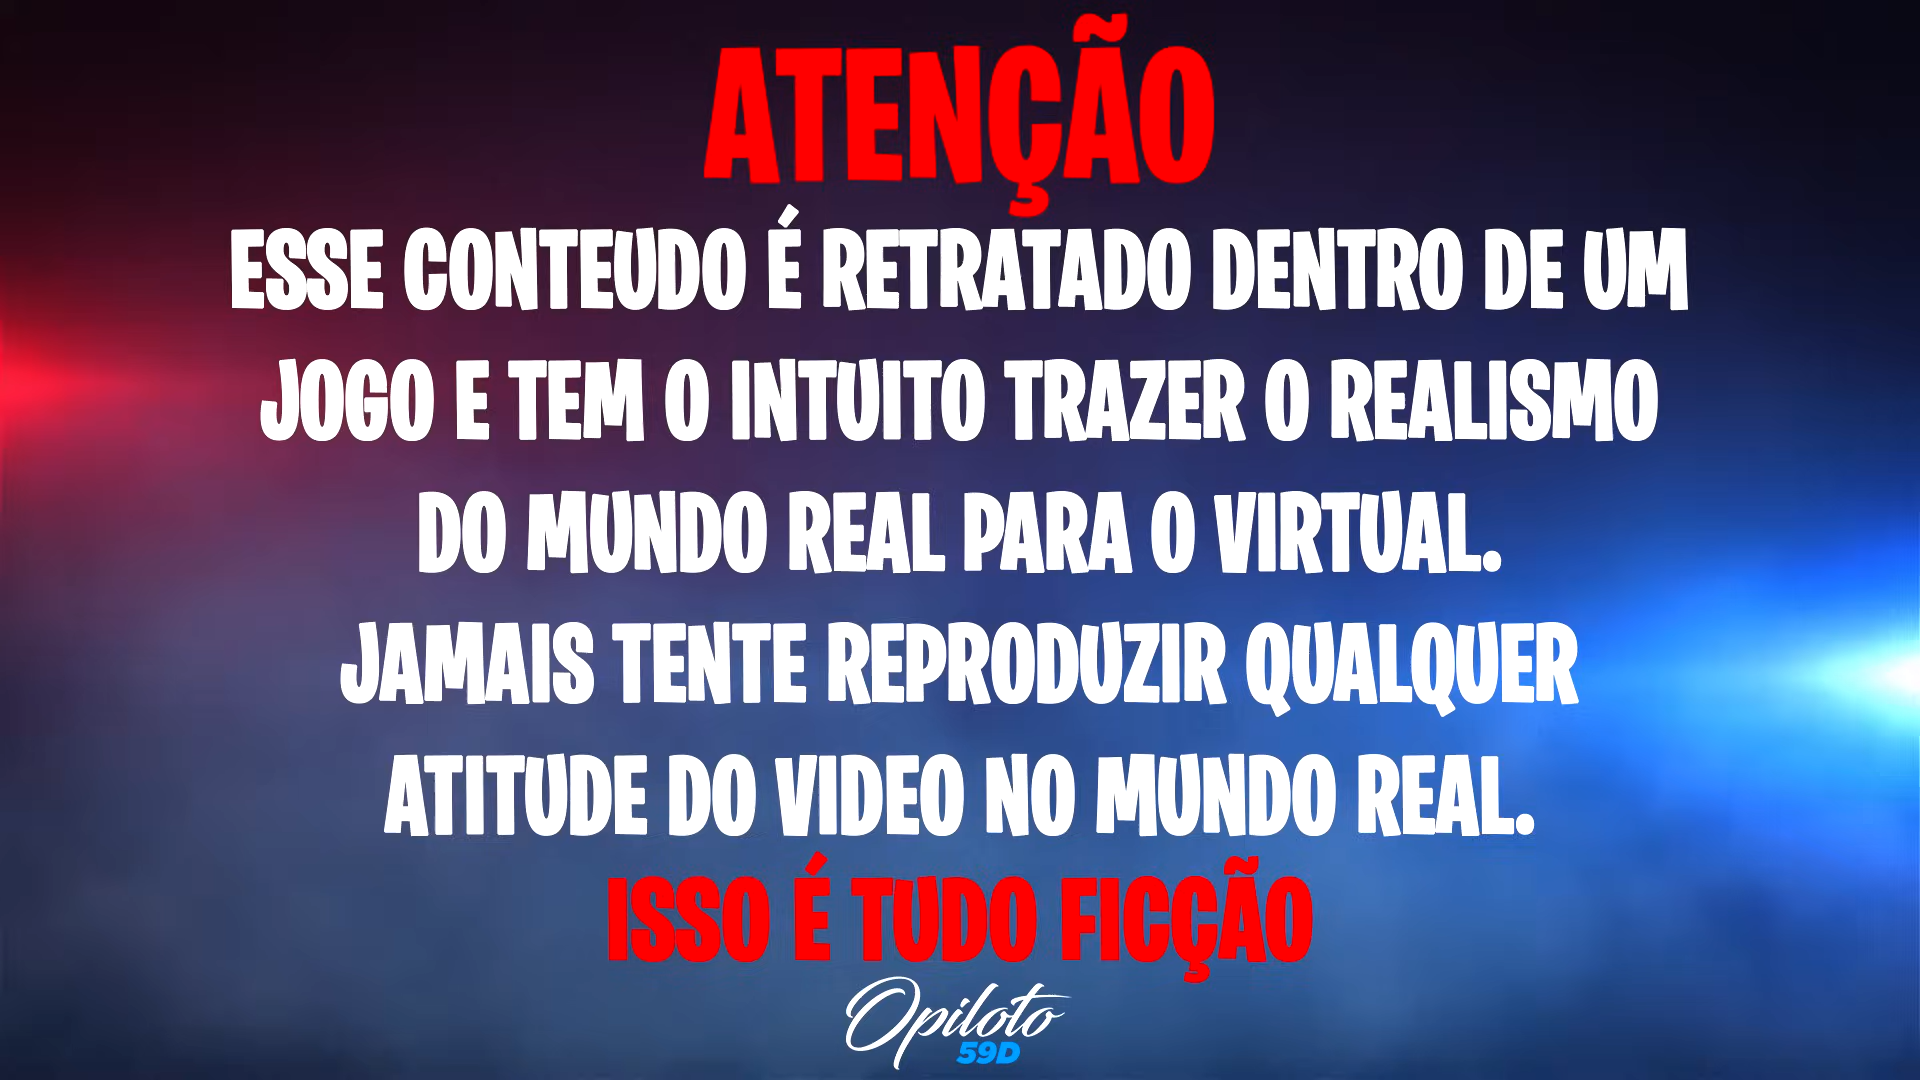 ATENÇÃO
ESSE CONTEUDO É RETRATADO DENTRO DE UM
JOGO E TEM O INTUITO TRAZER O REALISMO
DO MUNDO REAL PARA O VIRTUAL.
JAMAIS TENTE REPRODUZIR QUALQUER
ATITUDE DO VIDEO NO MUNDO REAL.
ISSO É TUDO FICÇÃO
Opiloto
59D